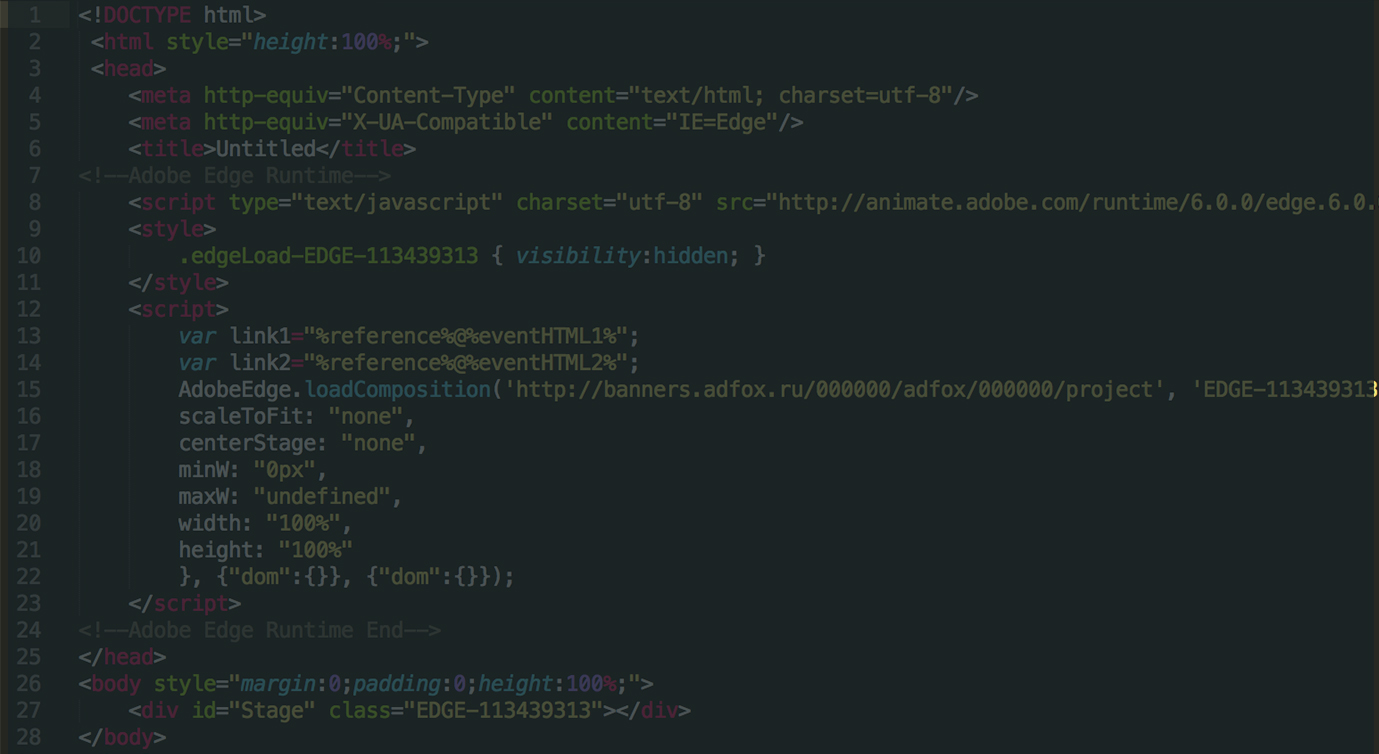 1 <!DOCTYPE html>
2 <html style="height:100%;">
3 <head>
4 <meta http-equiv="Content-Type" content="text/html; charset=utf-8"/>
5 <meta http-equiv="X-UA-Compatible" content="IE=Edge"/>
6 <title>Untitled</title>
7 <!--Adobe Edge Runtime-->
8 <script type="text/javascript" charset="utf-8" src="http://animate.adobe.com/runtime/6.0.0/edge.6.0.
9 <style>
10 .edgeLoad-EDGE-113439313 { visibility:hidden; }
11 </style>
12 <script>
13 var link1="%reference%@%eventHTML1%";
14 var link2="%reference%@%eventHTML2%";
15 AdobeEdge.loadComposition('http://banners.adfox.ru/000000/adfox/000000/project', 'EDGE-113439313
16 scaleToFit: "none",
17 centerStage: "none",
18 minW: "0px",
19 maxW: "undefined",
20 width: "100%",
21 height: "100%"
22 }, {"dom":{}}, {"dom":{}});
23 </script>
24 <!--Adobe Edge Runtime End-->
25 </head>
26 <body style="margin:0;padding:0;height:100%;">
27 <div id="Stage" class="EDGE-113439313"></div>
28 </body>